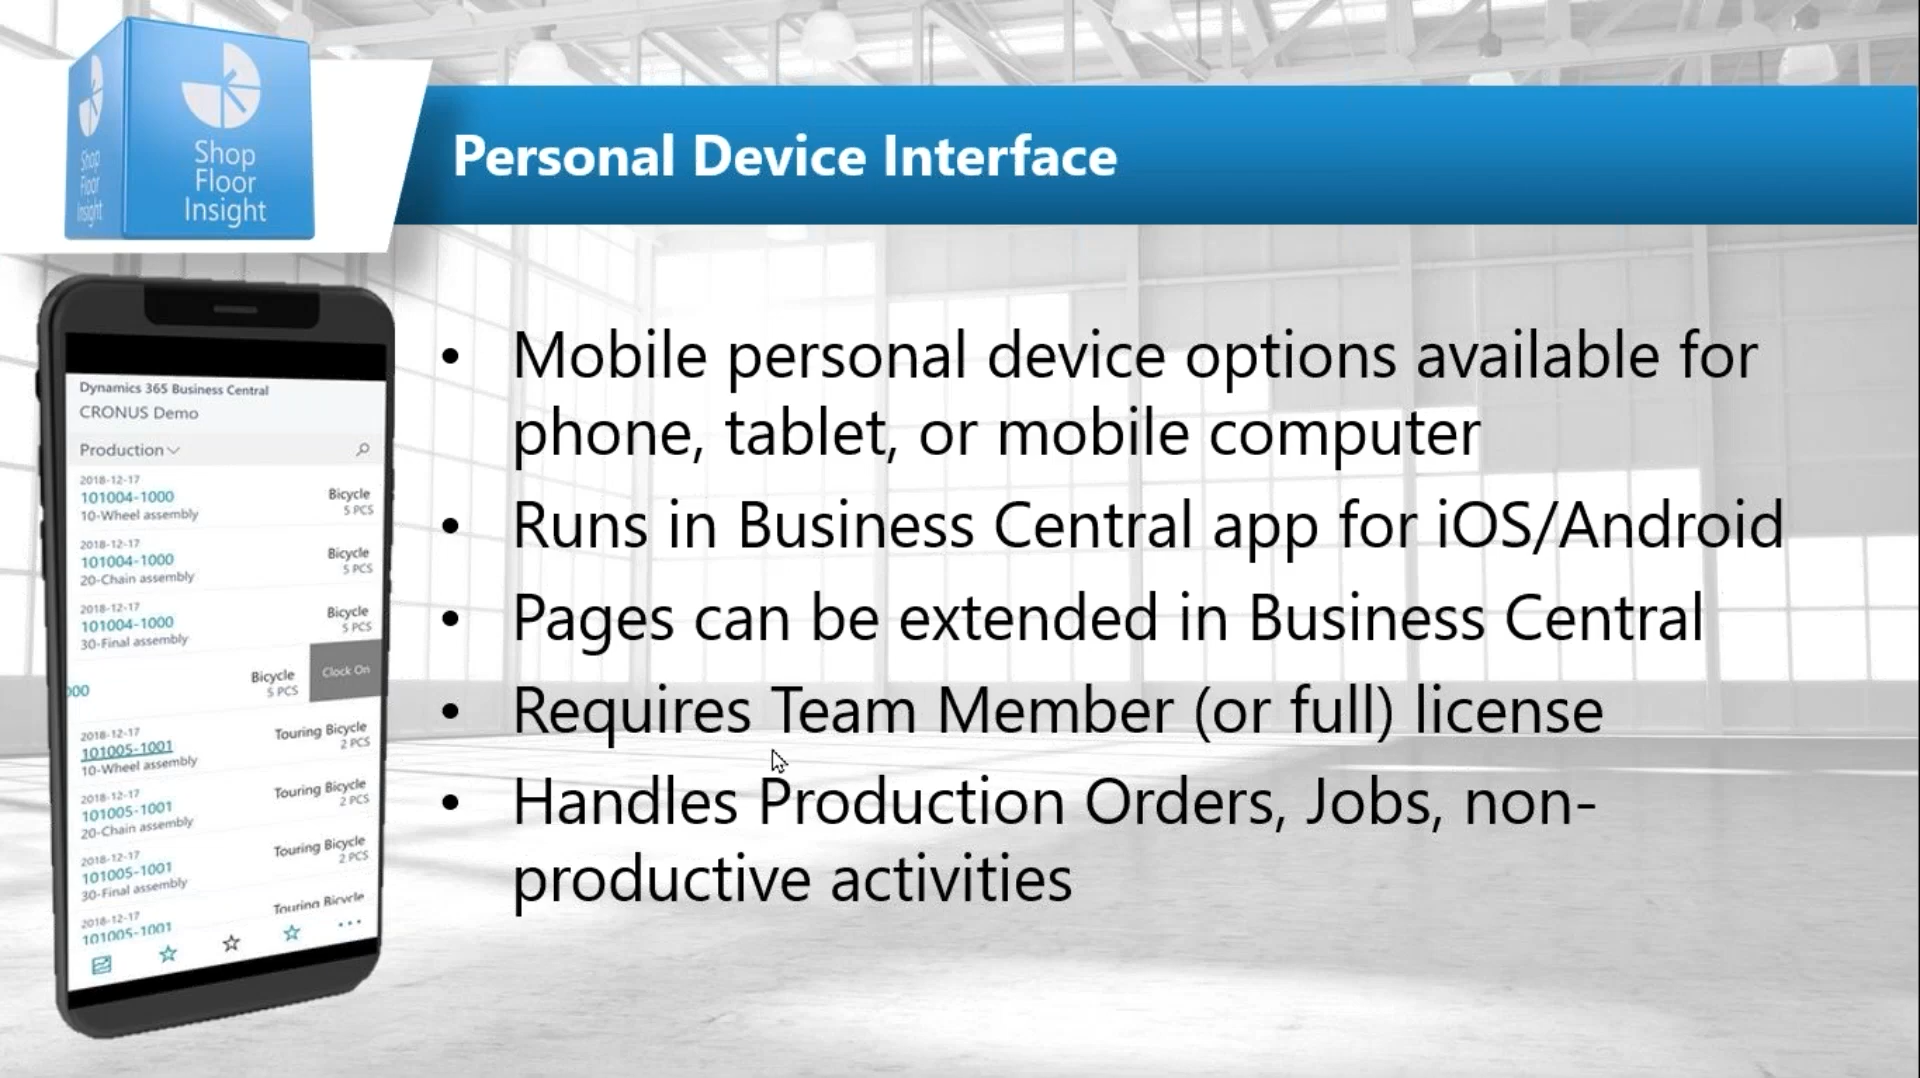 Shop
Floor
Insight
Shop
Floor
Insight
Personal Device Interface
• Mobile personal device options available for
phone, tablet, or mobile computer
• Runs in Business Central app for iOS/Android
• Pages can be extended in Business Central
• Requires Team Member (or full) license
• Handles Production Orders, Jobs, non-
productive activities
Dynamics 365 Business Central
CRONUS Demo
Production
2018-12-17
101004-1000 Bicycle
10-Wheel assembly 5 PCS
2018-12-17
101004-1000 Bicycle
20-Chain assembly 5 PCS
2018-12-17
101004-1000 Bicycle
30-Final assembly 5 PCS
000 Bicycle Clock On
5 PCS
2018-12-17
101005-1001 Touring Bicycle
10-Wheel assembly 2 PCS
2018-12-17
101005-1001 Touring Bicycle
20-Chain assembly 2 PCS
2018-12-17
101005-1001 Touring Bicycle
30-Final assembly 2 PCS
2018-12-17
101005-1001 Touring Bicycle